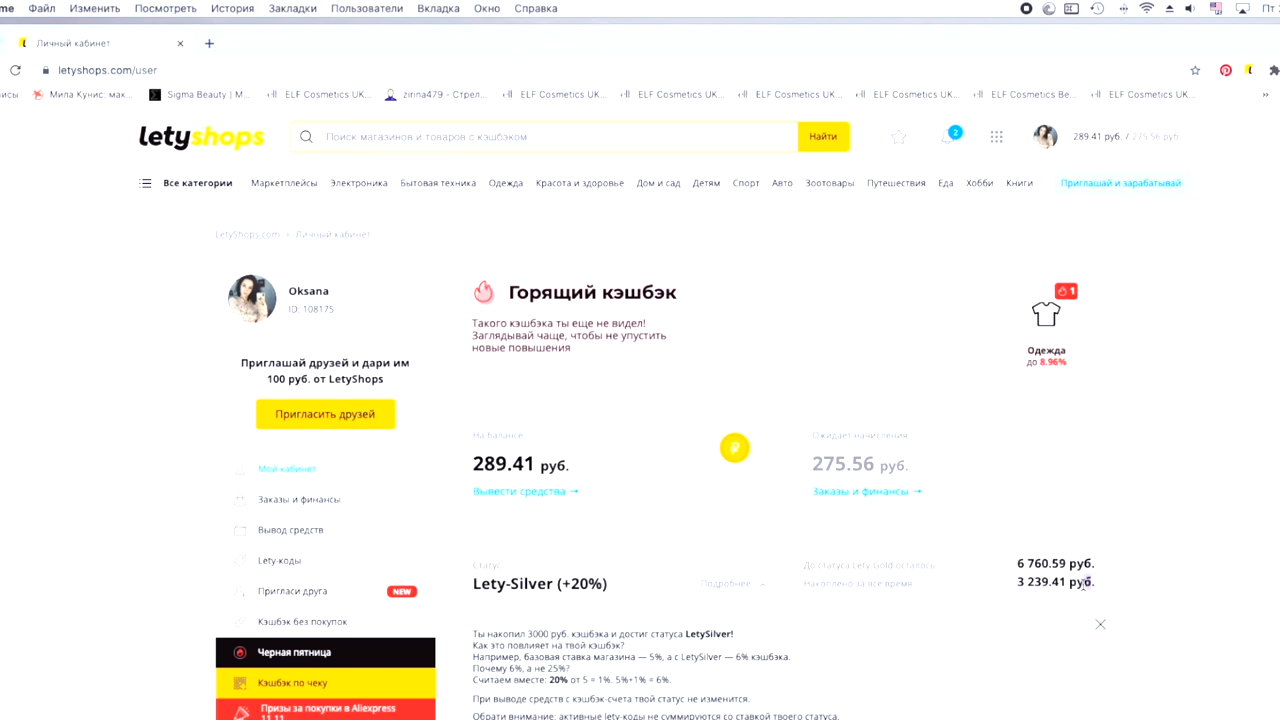 me Файл Изменить Посмотреть История Закладки Пользователи Вкладка Окно Справка Пт
Личный кабинет
letyshops.com/user
исы Мила Кунис: мак... Sigma Beauty | M... ELF Cosmetics UK... zirina479 – Стрел... ELF Cosmetics UK... ELF Cosmetics UK... ELF Cosmetics UK... ELF Cosmetics UK... ELF Cosmetics Be... ELF Cosmetics UK... »
letyshops Поиск магазинов и товаров с кэшбэком Найти 2 289.41 руб. / 275.56 руб.
Все категории Маркетплейсы Электроника Бытовая техника Одежда Красота и здоровье Дом и сад Детям Спорт Авто Зоотовары Путешествия Еда Хобби Книги Приглашай и зарабатывай
LetyShops.com Личный кабинет
Oksana
ID: 108175
Приглашай друзей и дари им
100 руб. от LetyShops
Пригласить друзей
Мой кабинет
Заказы и финансы
Вывод средств
Lety-коды
Пригласи друга NEW
Кэшбэк без покупок
Черная пятница
Кэшбэк по чеку
Призы за покупки в Aliexpress
11.11
Горящий кэшбэк
Такого кэшбэка ты еще не видел!
Заглядывай чаще, чтобы не упустить
новые повышения
1
Одежда
до 8.96%
На балансе
289.41 руб.
Вывести средства →
Ожидает начисления
275.56 руб.
Заказы и финансы →
Статус
Lety-Silver (+20%)
Подробнее
До статуса Lety Gold осталось 6 760.59 руб.
Накоплено за все время 3 239.41 руб.
Ты накопил 3000 руб. кэшбэка и достиг статуса LetySilver!
Как это повлияет на твой кэшбэк?
Например, базовая ставка магазина — 5%, а с LetySilver — 6% кэшбэка.
Почему 6%, а не 25%?
Считаем вместе: 20% от 5 = 1%. 5%+1% = 6%.
При выводе средств с кэшбэк-счета твой статус не изменится.
Обрати внимание: активные lety-коды не суммируются со ставкой твоего статуса.